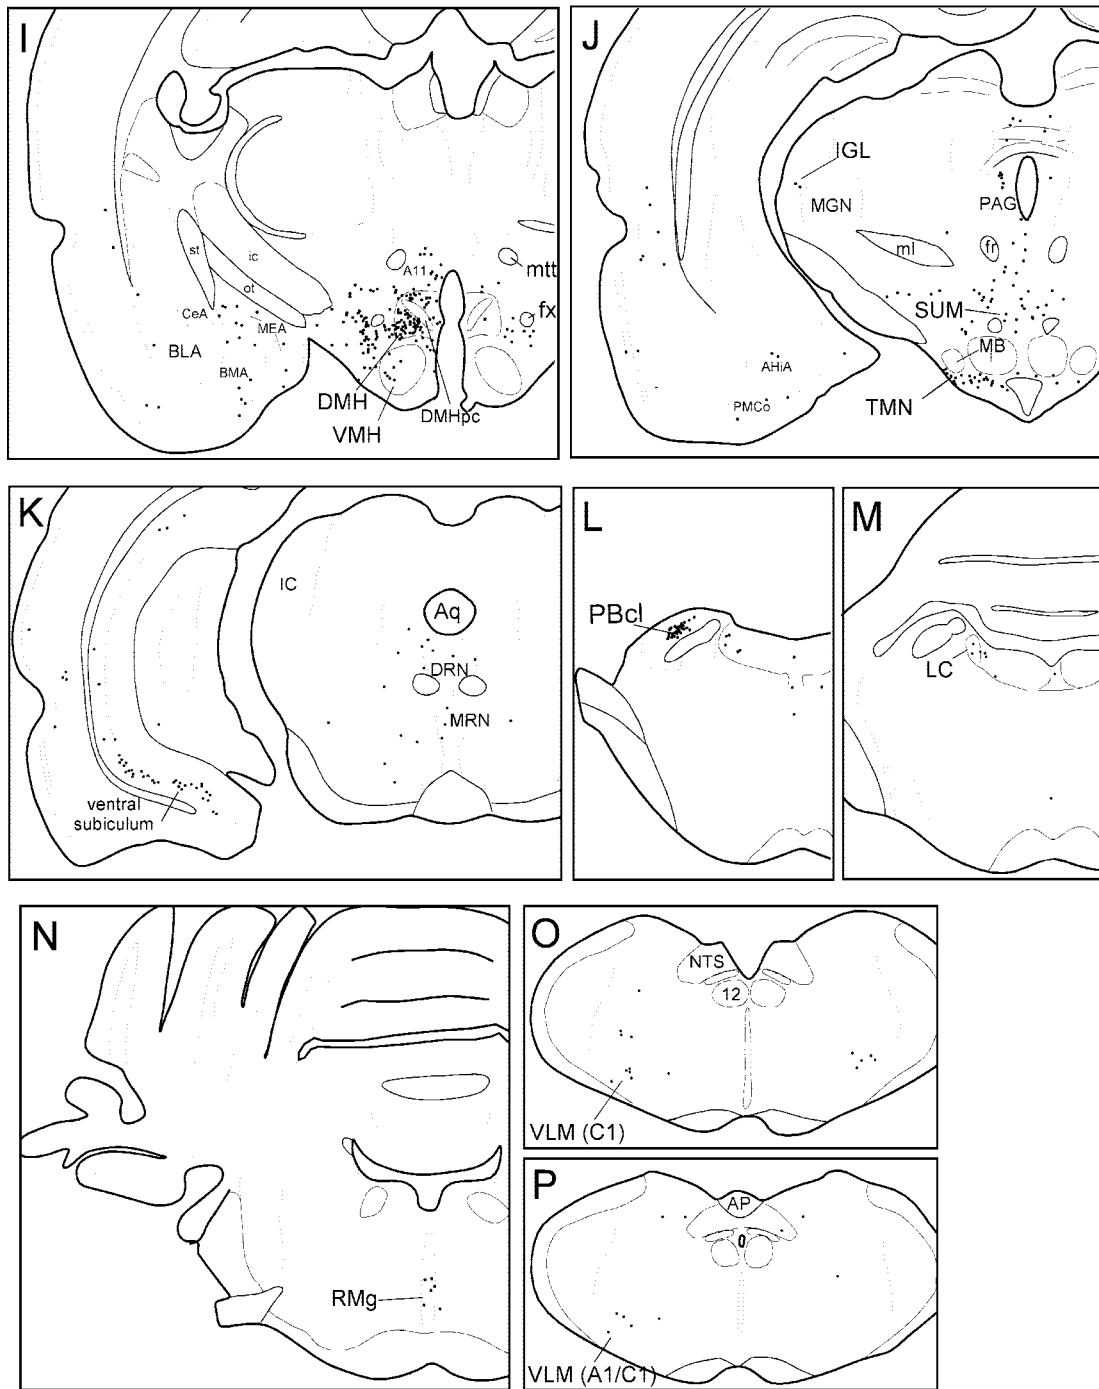 I
st
ic
ot
CeA
MEA
BLA
BMA
A11
mtt
fx
DMH
VMH
DMHpc
J
IGL
MGN
PAG
ml
fr
SUM
MB
AHiA
TMN
PMCo
K
IC
Aq
DRN
MRN
ventral
subiculum
L
PBcl
M
LC
N
RMg
O
NTS
12
VLM (C1)
P
AP
VLM (A1/C1)